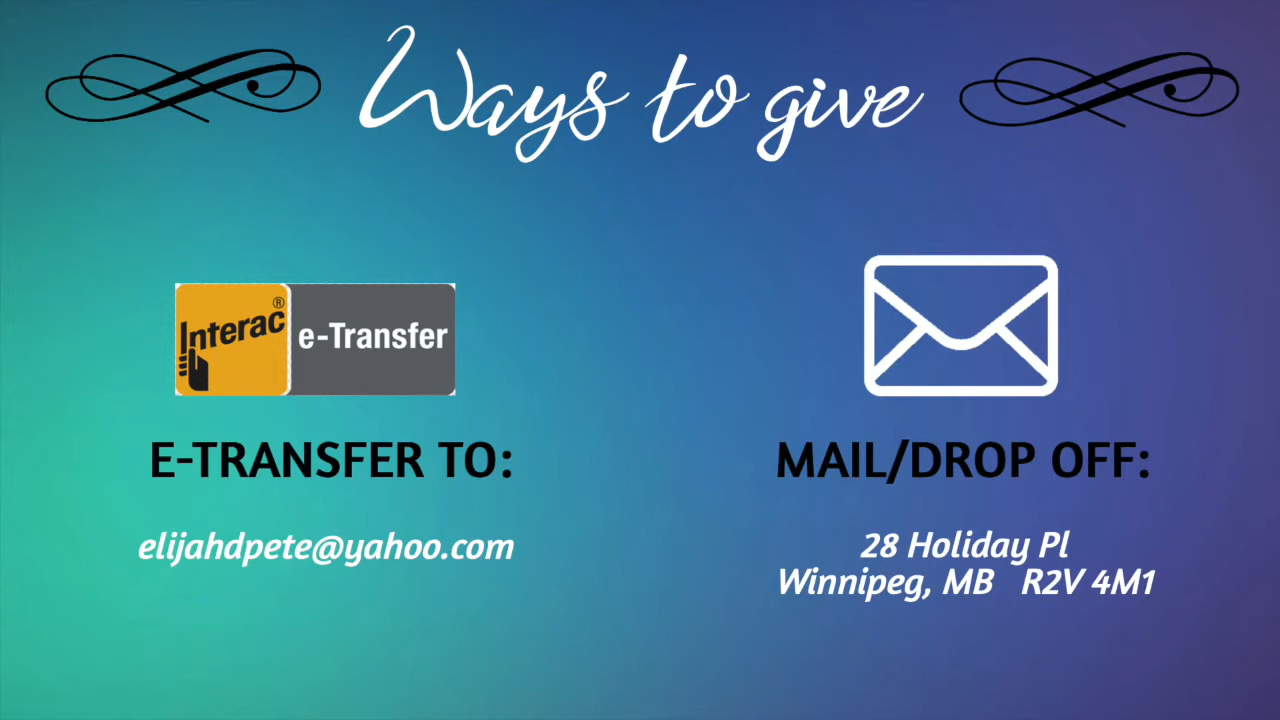 Ways to give
Interac® e-Transfer
E-TRANSFER TO:
elijahdpete@yahoo.com
MAIL/DROP OFF:
28 Holiday Pl
Winnipeg, MB R2V 4M1